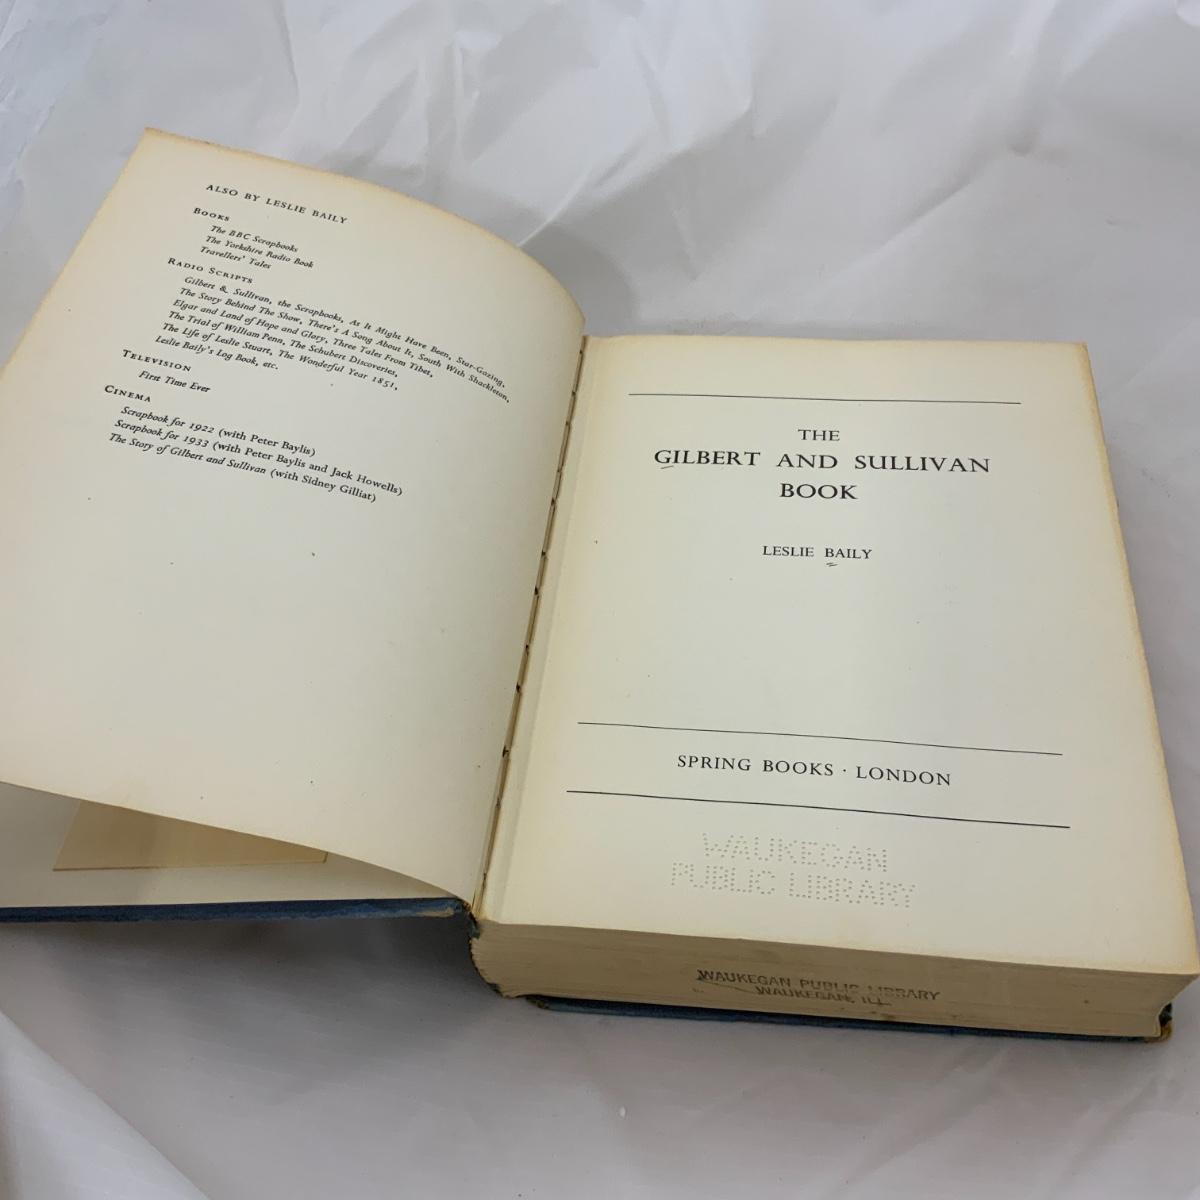 ALSO BY LESLIE BAILY
BOOKS
The BBC Scrapbooks
The Yorkshire Radio Book
Travellers' Tales
RADIO SCRIPTS
Gilbert & Sullivan, the Scrapbooks, As It Might Have Been, Star-Gazing,
The Story Behind The Show, There's A Song About It, South With Shackleton,
Elgar and Land of Hope and Glory, Three Tales From Tibet,
The Trial of William Penn, The Schubert Discoveries,
The Life of Leslie Stuart, The Wonderful Year 1851,
Leslie Baily's Log Book, etc.
TELEVISION
First Time Ever
CINEMA
Scrapbook for 1922 (with Peter Baylis)
Scrapbook for 1933 (with Peter Baylis and Jack Howells)
The Story of Gilbert and Sullivan (with Sidney Gilliat)
THE
GILBERT AND SULLIVAN
BOOK
LESLIE BAILY
SPRING BOOKS · LONDON
WAUKEGAN
PUBLIC LIBRARY
WAUKEGAN PUBLIC LIBRARY
WAUKEGAN, ILL